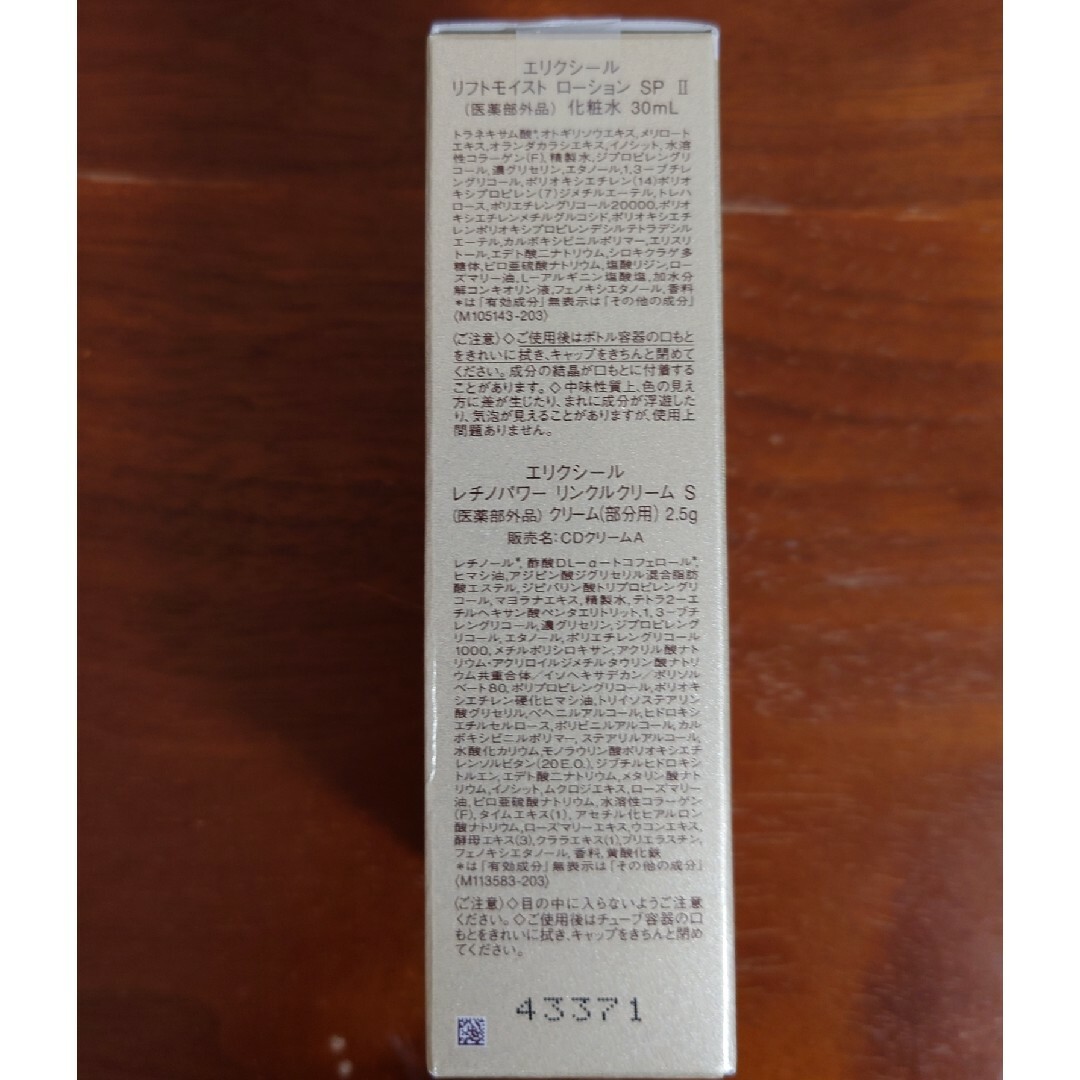 エリクシール
リフトモイスト ローション SP Ⅱ
(医薬部外品) 化粧水 30mL
トラネキサム酸*,オトギリソウエキス,メリロート
エキス,オランダカラシエキス,イノシット,水溶
性コラーゲン(F),精製水,ジプロピレングリ
コール,濃グリセリン,エタノール,1,3-ブチレ
ングリコール,ポリオキシエチレン(14)ポリオ
キシプロピレン(7)ジメチルエーテル,トレハ
ロース,ポリエチレングリコール20000,ポリオ
キシエチレンメチルグルコシド,ポリオキシエチ
レンポリオキシプロピレンデシルテトラデシル
エーテル,カルボキシビニルポリマー,エリスリ
トール,エデト酸二ナトリウム,シロキクラゲ多
糖体,ピロ亜硫酸ナトリウム,塩酸リジン,ロー
ズマリー油,L-アルギニン塩酸塩,加水分
解コンキオリン液,フェノキシエタノール,香料
*は「有効成分」無表示は「その他の成分」
〈M105143-203〉
〈ご注意〉◇ご使用後はボトル容器の口もと
をきれいに拭き、キャップをきちんと閉めて
ください。成分の結晶が口もとに付着する
ことがあります。◇中味性質上、色の見え
方に差が生じたり、まれに成分が浮遊した
り、気泡が見えることがありますが、使用上
問題ありません。
エリクシール
レチノパワー リンクルクリーム S
(医薬部外品) クリーム(部分用) 2.5g
販売名:CDクリームA
レチノール*,酢酸DL-α-トコフェロール*,
ヒマシ油,アジピン酸ジグリセリル混合脂肪
酸エステル,ジピバリン酸トリプロピレングリ
コール,マヨラナエキス,精製水,テトラ2-エ
チルヘキサン酸ペンタエリトリット,1,3-ブチ
レングリコール,濃グリセリン,ジプロピレング
リコール,エタノール,ポリエチレングリコール
1000,メチルポリシロキサン,アクリル酸ナト
リウム・アクリロイルジメチルタウリン酸ナトリ
ウム共重合体/イソヘキサデカン/ポリソル
ベート80,ポリプロピレングリコール,ポリオキ
シエチレン硬化ヒマシ油,トリイソステアリン
酸グリセリル,ベヘニルアルコール,ヒドロキシ
エチルセルロース,ポリビニルアルコール,カル
ボキシビニルポリマー,ステアリルアルコール,
水酸化カリウム,モノラウリン酸ポリオキシエチ
レンソルビタン(20E.O.),ジブチルヒドロキシ
トルエン,エデト酸二ナトリウム,メタリン酸ナト
リウム,イノシット,ムクロジエキス,ローズマリー
油,ピロ亜硫酸ナトリウム,水溶性コラーゲン
(F),タイムエキス(1),アセチル化ヒアルロン
酸ナトリウム,ローズマリーエキス,ウコンエキス,
酵母エキス(3),クララエキス(1),プリエラスチン,
フェノキシエタノール,香料,黄酸化鉄
*は「有効成分」無表示は「その他の成分」
〈M113583-203〉
〈ご注意〉◇目の中に入らないようご注意
ください。◇ご使用後はチューブ容器の口
もとをきれいに拭き、キャップをきちんと閉め
てください。
43371